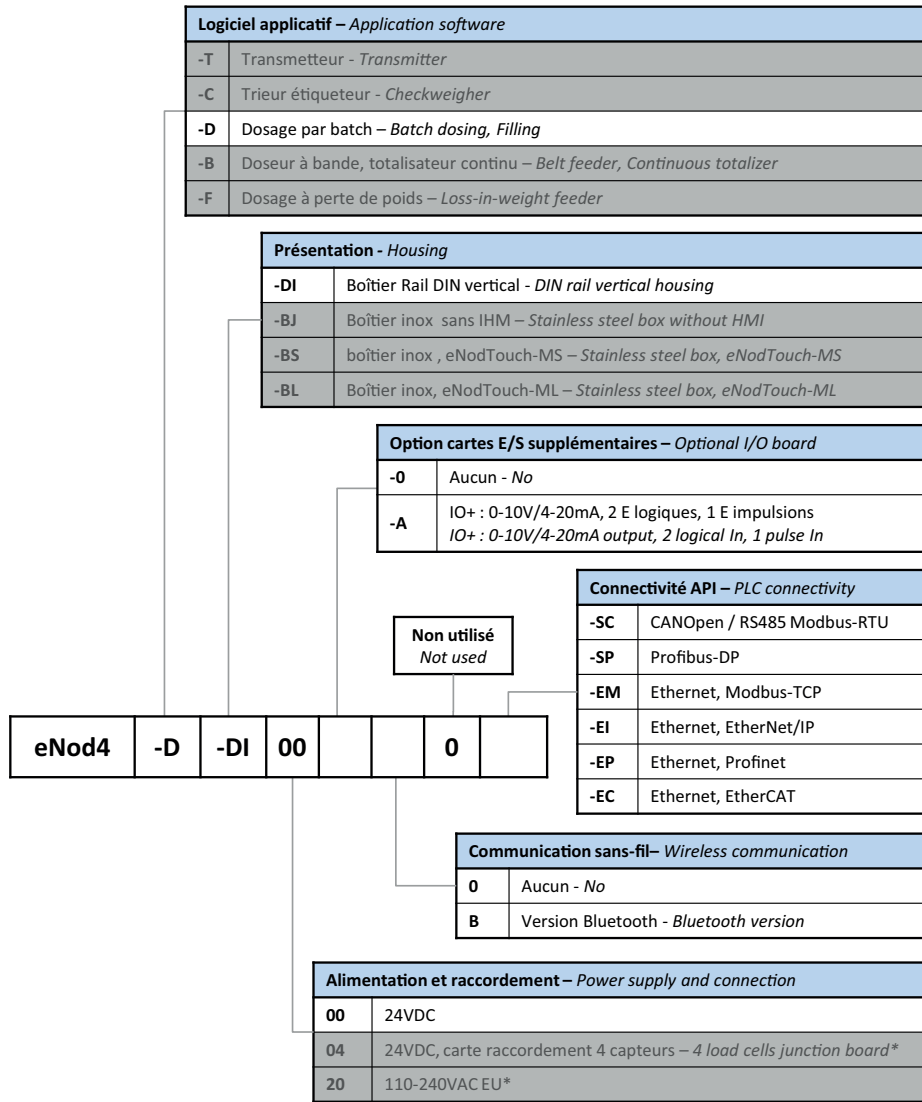 Logiciel applicatif – Application software
-T Transmetteur - Transmitter
-C Trieur étiqueteur - Checkweigher
-D Dosage par batch – Batch dosing, Filling
-B Doseur à bande, totalisateur continu – Belt feeder, Continuous totalizer
-F Dosage à perte de poids – Loss-in-weight feeder
Présentation - Housing
-DI Boîtier Rail DIN vertical - DIN rail vertical housing
-BJ Boîtier inox sans IHM – Stainless steel box without HMI
-BS boîtier inox , eNodTouch-MS – Stainless steel box, eNodTouch-MS
-BL Boîtier inox, eNodTouch-ML – Stainless steel box, eNodTouch-ML
Option cartes E/S supplémentaires – Optional I/O board
-0 Aucun - No
-A IO+ : 0-10V/4-20mA, 2 E logiques, 1 E impulsions
IO+ : 0-10V/4-20mA output, 2 logical In, 1 pulse In
Connectivité API – PLC connectivity
-SC CANOpen / RS485 Modbus-RTU
-SP Profibus-DP
-EM Ethernet, Modbus-TCP
-EI Ethernet, EtherNet/IP
-EP Ethernet, Profinet
-EC Ethernet, EtherCAT
Non utilisé
Not used
eNod4 -D -DI 00 0
Communication sans-fil– Wireless communication
0 Aucun - No
B Version Bluetooth - Bluetooth version
Alimentation et raccordement – Power supply and connection
00 24VDC
04 24VDC, carte raccordement 4 capteurs – 4 load cells junction board*
20 110-240VAC EU*